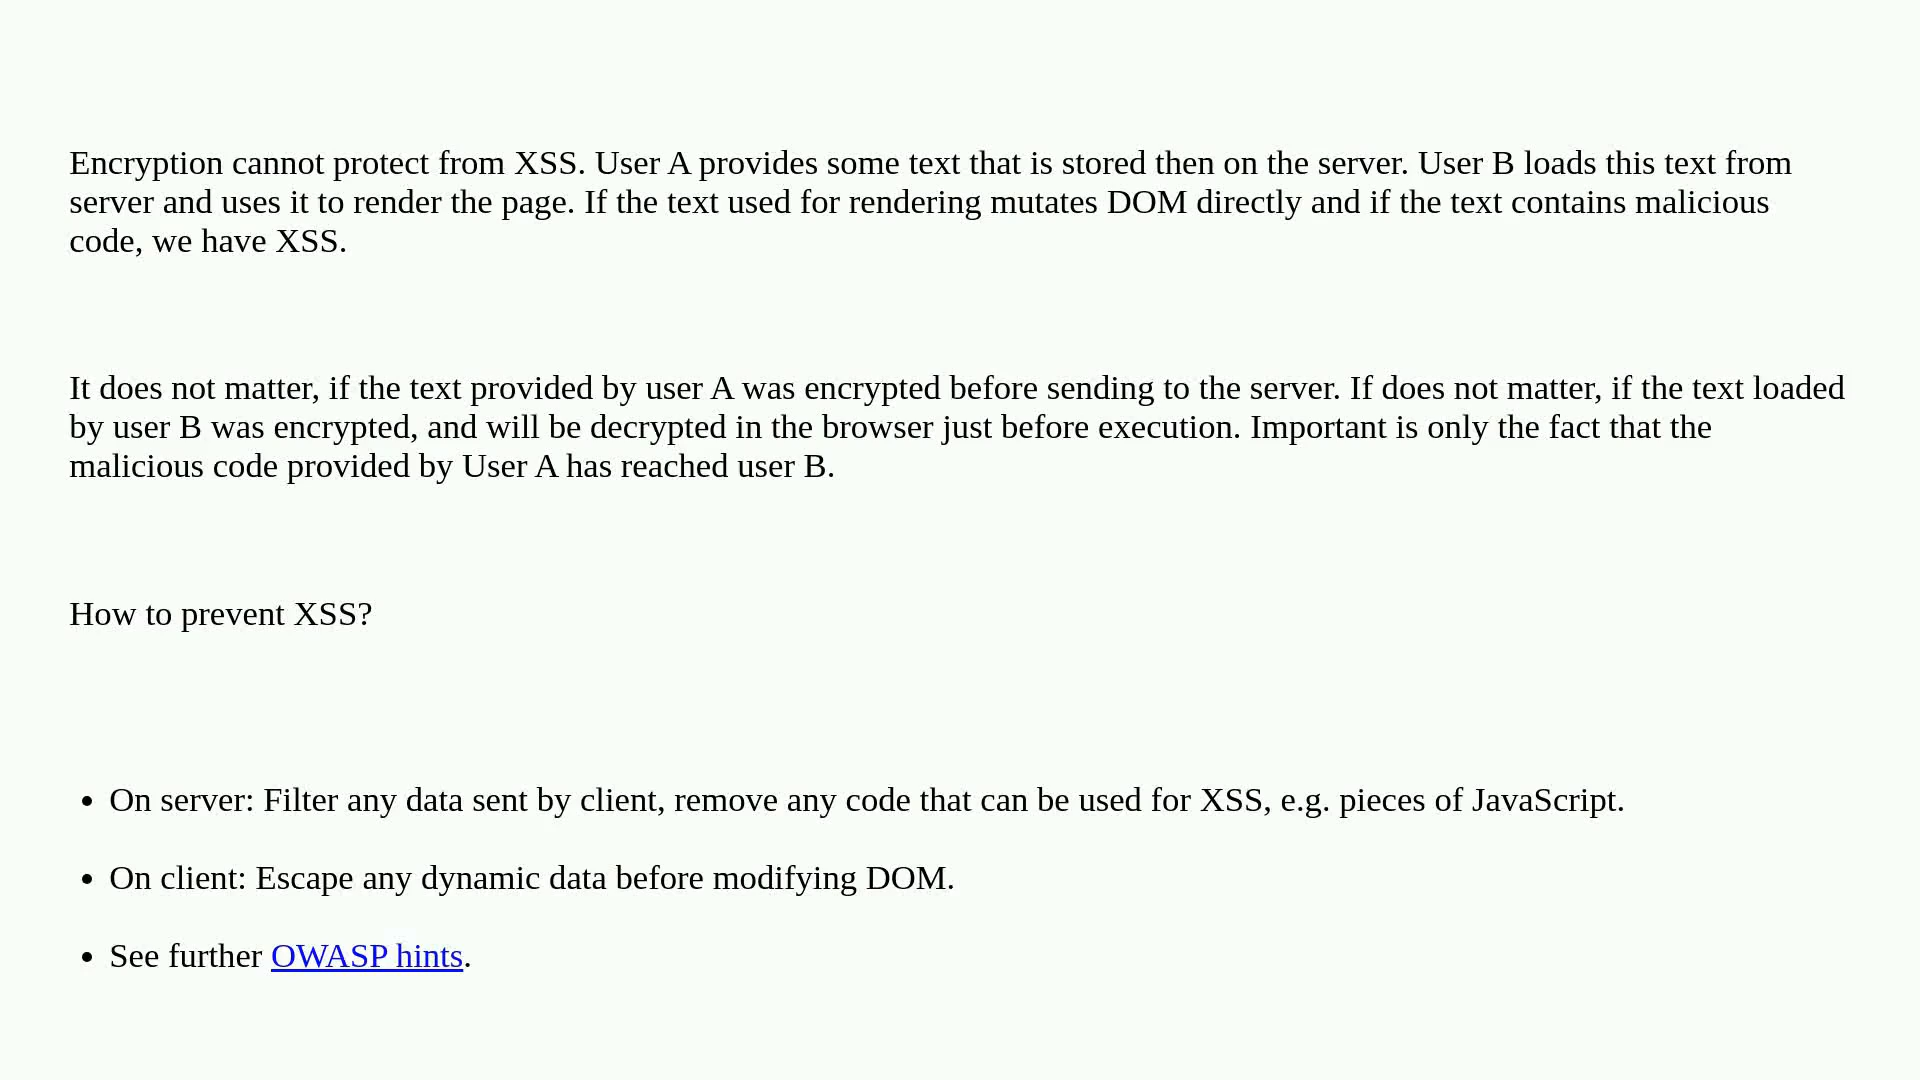 Encryption cannot protect from XSS. User A provides some text that is stored then on the server. User B loads this text from
server and uses it to render the page. If the text used for rendering mutates DOM directly and if the text contains malicious
code, we have XSS.
It does not matter, if the text provided by user A was encrypted before sending to the server. If does not matter, if the text loaded
by user B was encrypted, and will be decrypted in the browser just before execution. Important is only the fact that the
malicious code provided by User A has reached user B.
How to prevent XSS?
• On server: Filter any data sent by client, remove any code that can be used for XSS, e.g. pieces of JavaScript.
• On client: Escape any dynamic data before modifying DOM.
• See further OWASP hints.